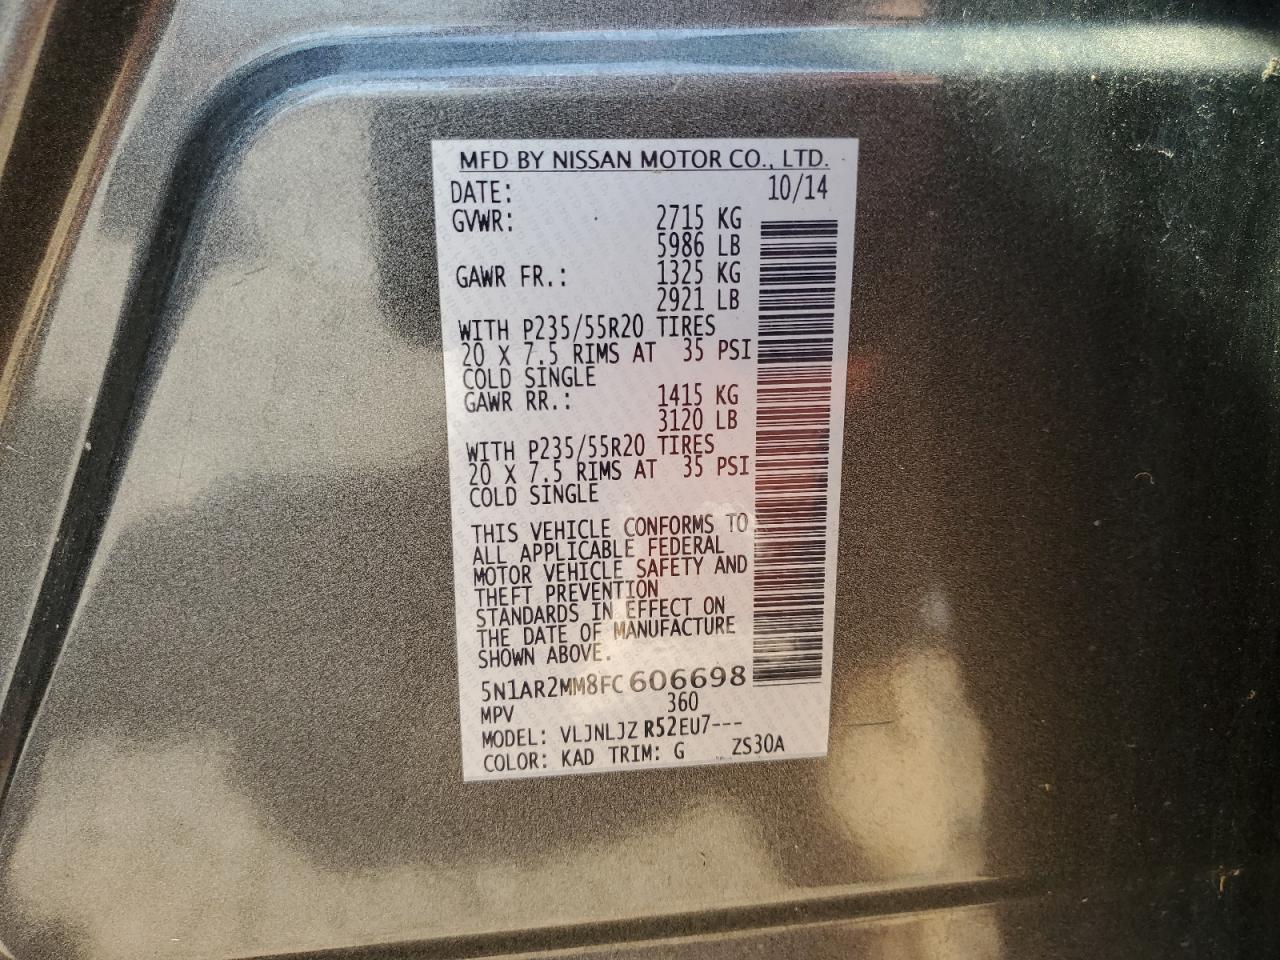 MFD BY NISSAN MOTOR CO., LTD.
DATE: 10/14
GVWR: 2715 KG
5986 LB
GAWR FR.: 1325 KG
2921 LB
WITH P235/55R20 TIRES
20 X 7.5 RIMS AT 35 PSI
COLD SINGLE
GAWR RR.: 1415 KG
3120 LB
WITH P235/55R20 TIRES
20 X 7.5 RIMS AT 35 PSI
COLD SINGLE
THIS VEHICLE CONFORMS TO
ALL APPLICABLE FEDERAL
MOTOR VEHICLE SAFETY AND
THEFT PREVENTION
STANDARDS IN EFFECT ON
THE DATE OF MANUFACTURE
SHOWN ABOVE.
5N1AR2MM8FC606698
MPV 360
MODEL: VLJNLJZ R52EU7---
COLOR: KAD TRIM: G ZS30A